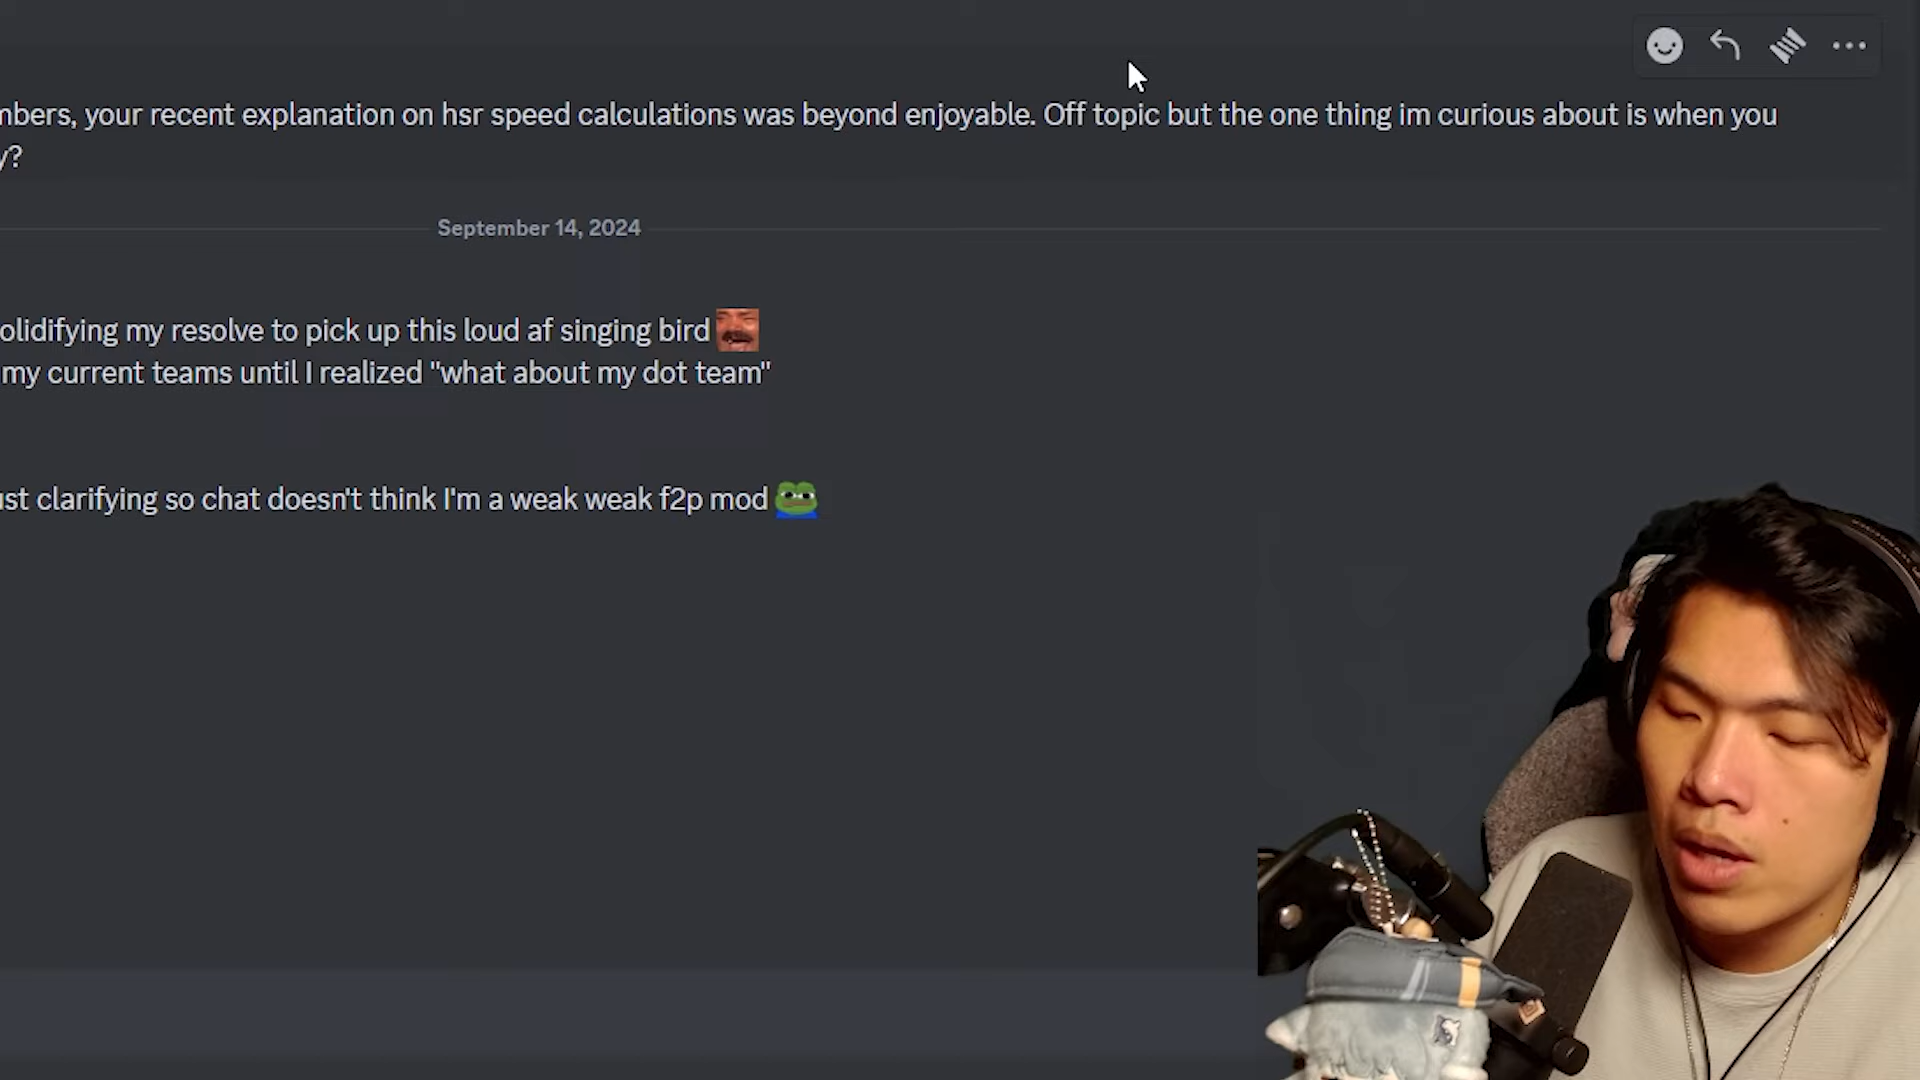 mbers, your recent explanation on hsr speed calculations was beyond enjoyable. Off topic but the one thing im curious about is when you
y?
September 14, 2024
olidifying my resolve to pick up this loud af singing bird
my current teams until I realized "what about my dot team"
ust clarifying so chat doesn't think I'm a weak weak f2p mod